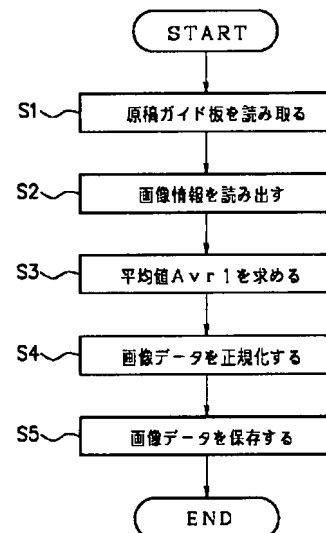 START
S1 原稿ガイド板を読み取る
S2 画像情報を読み出す
S3 平均値Avr1を求める
S4 画像データを正規化する
S5 画像データを保存する
END